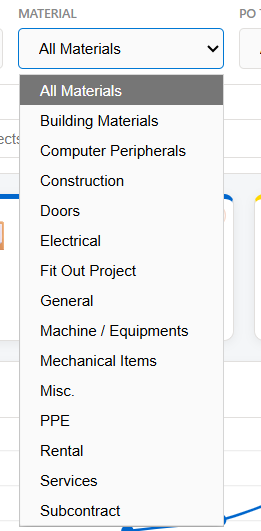 MATERIAL
PO
All Materials
All Materials
Building Materials
ects
Computer Peripherals
Construction
Doors
Electrical
Fit Out Project
General
Machine / Equipments
Mechanical Items
Misc.
PPE
Rental
Services
Subcontract